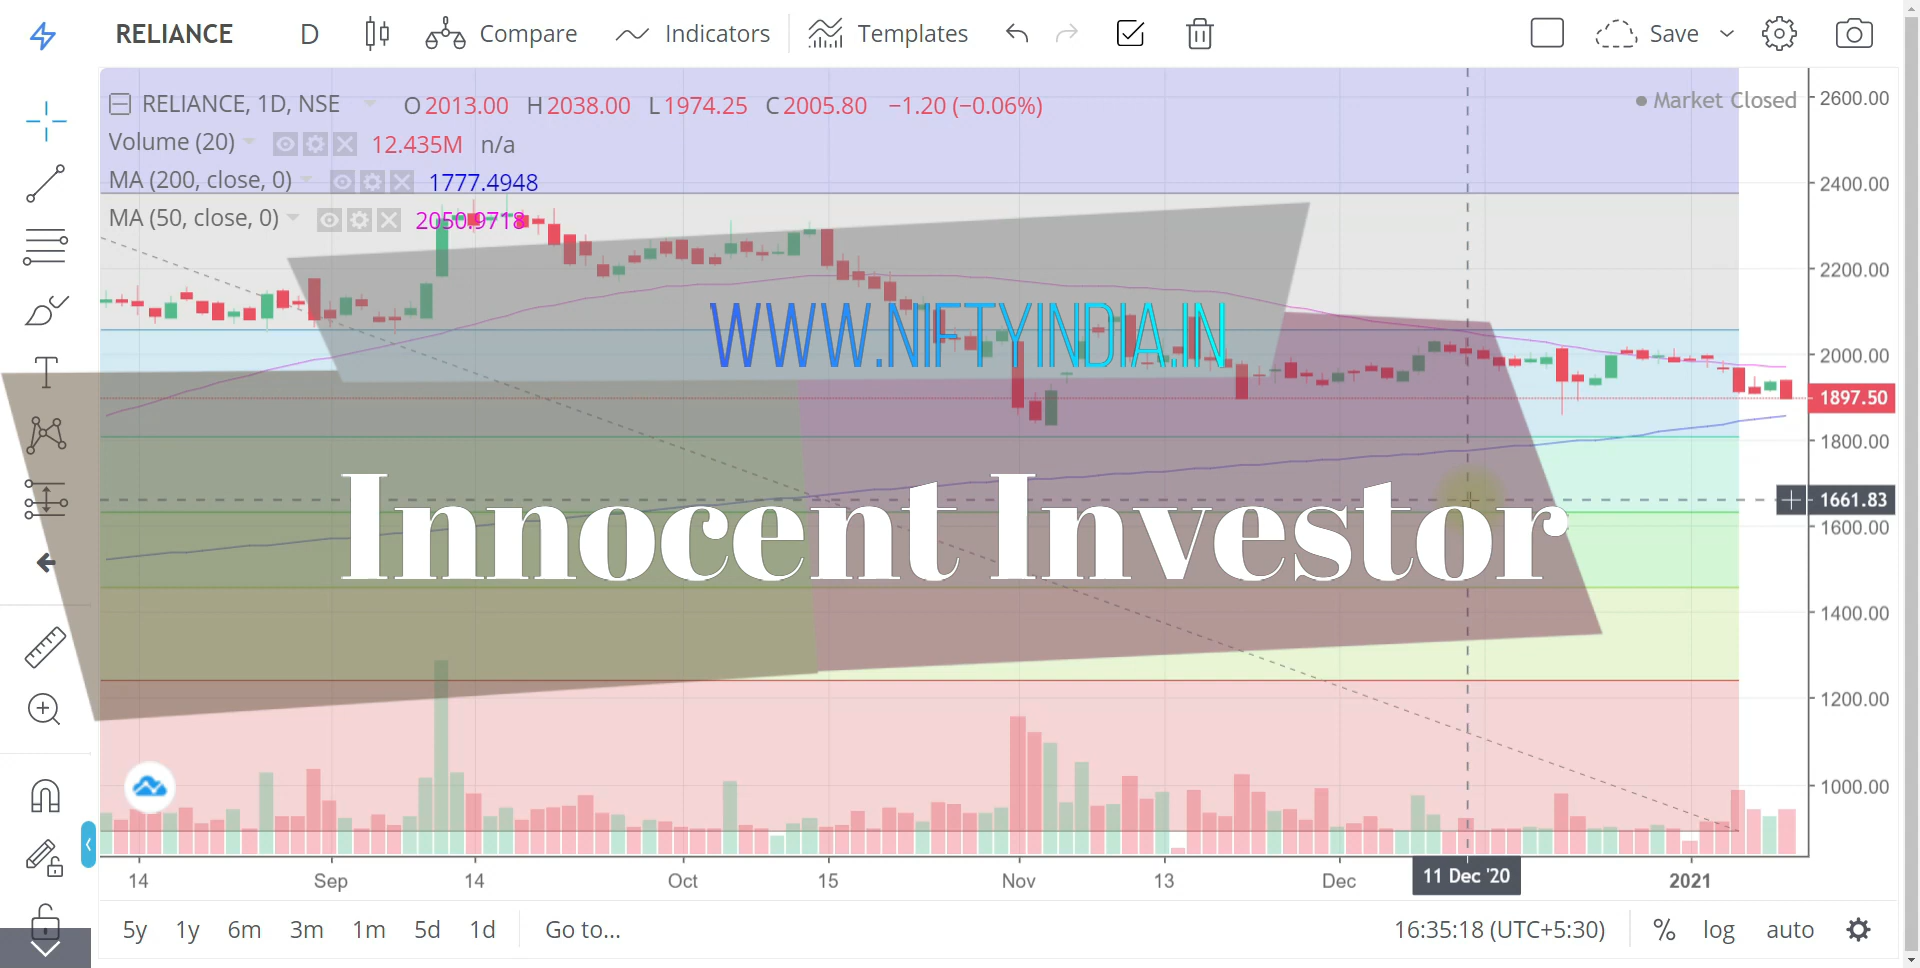 RELIANCE D Compare Indicators Templates Save
RELIANCE, 1D, NSE O2013.00 H2038.00 L1974.25 C2005.80 −1.20 (−0.06%)
Market Closed
Volume (20) 12.435M n/a
MA (200, close, 0) 1777.4948
MA (50, close, 0) 2050.9718
2600.00
2400.00
2200.00
2000.00
1897.50
1800.00
1661.83
1600.00
1400.00
1200.00
1000.00
WWW.NIFTYINDIA.IN
T
Innocent Investor
14 Sep 14 Oct 15 Nov 13 Dec 11 Dec '20 2021
5y 1y 6m 3m 1m 5d 1d Go to... 16:35:18 (UTC+5:30) % log auto